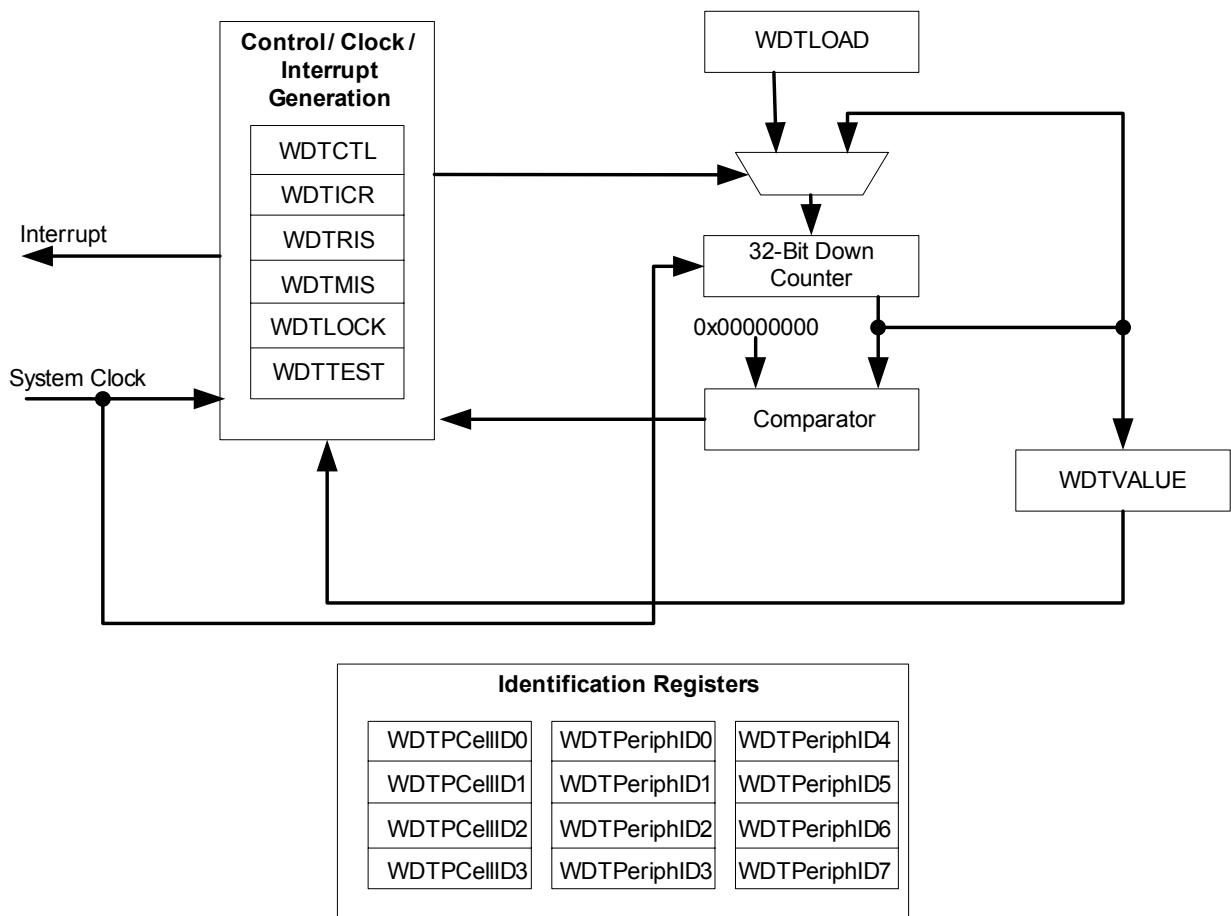 Control/ Clock /
Interrupt
Generation
WDTCTL
WDTICR
WDTRIS
WDTMIS
WDTLOCK
WDTTEST
Interrupt
System Clock
WDTLOAD
32-Bit Down
Counter
0x00000000
Comparator
WDTVALUE
Identification Registers
WDTPCellID0
WDTPeriphID0
WDTPeriphID4
WDTPCellID1
WDTPeriphID1
WDTPeriphID5
WDTPCellID2
WDTPeriphID2
WDTPeriphID6
WDTPCellID3
WDTPeriphID3
WDTPeriphID7